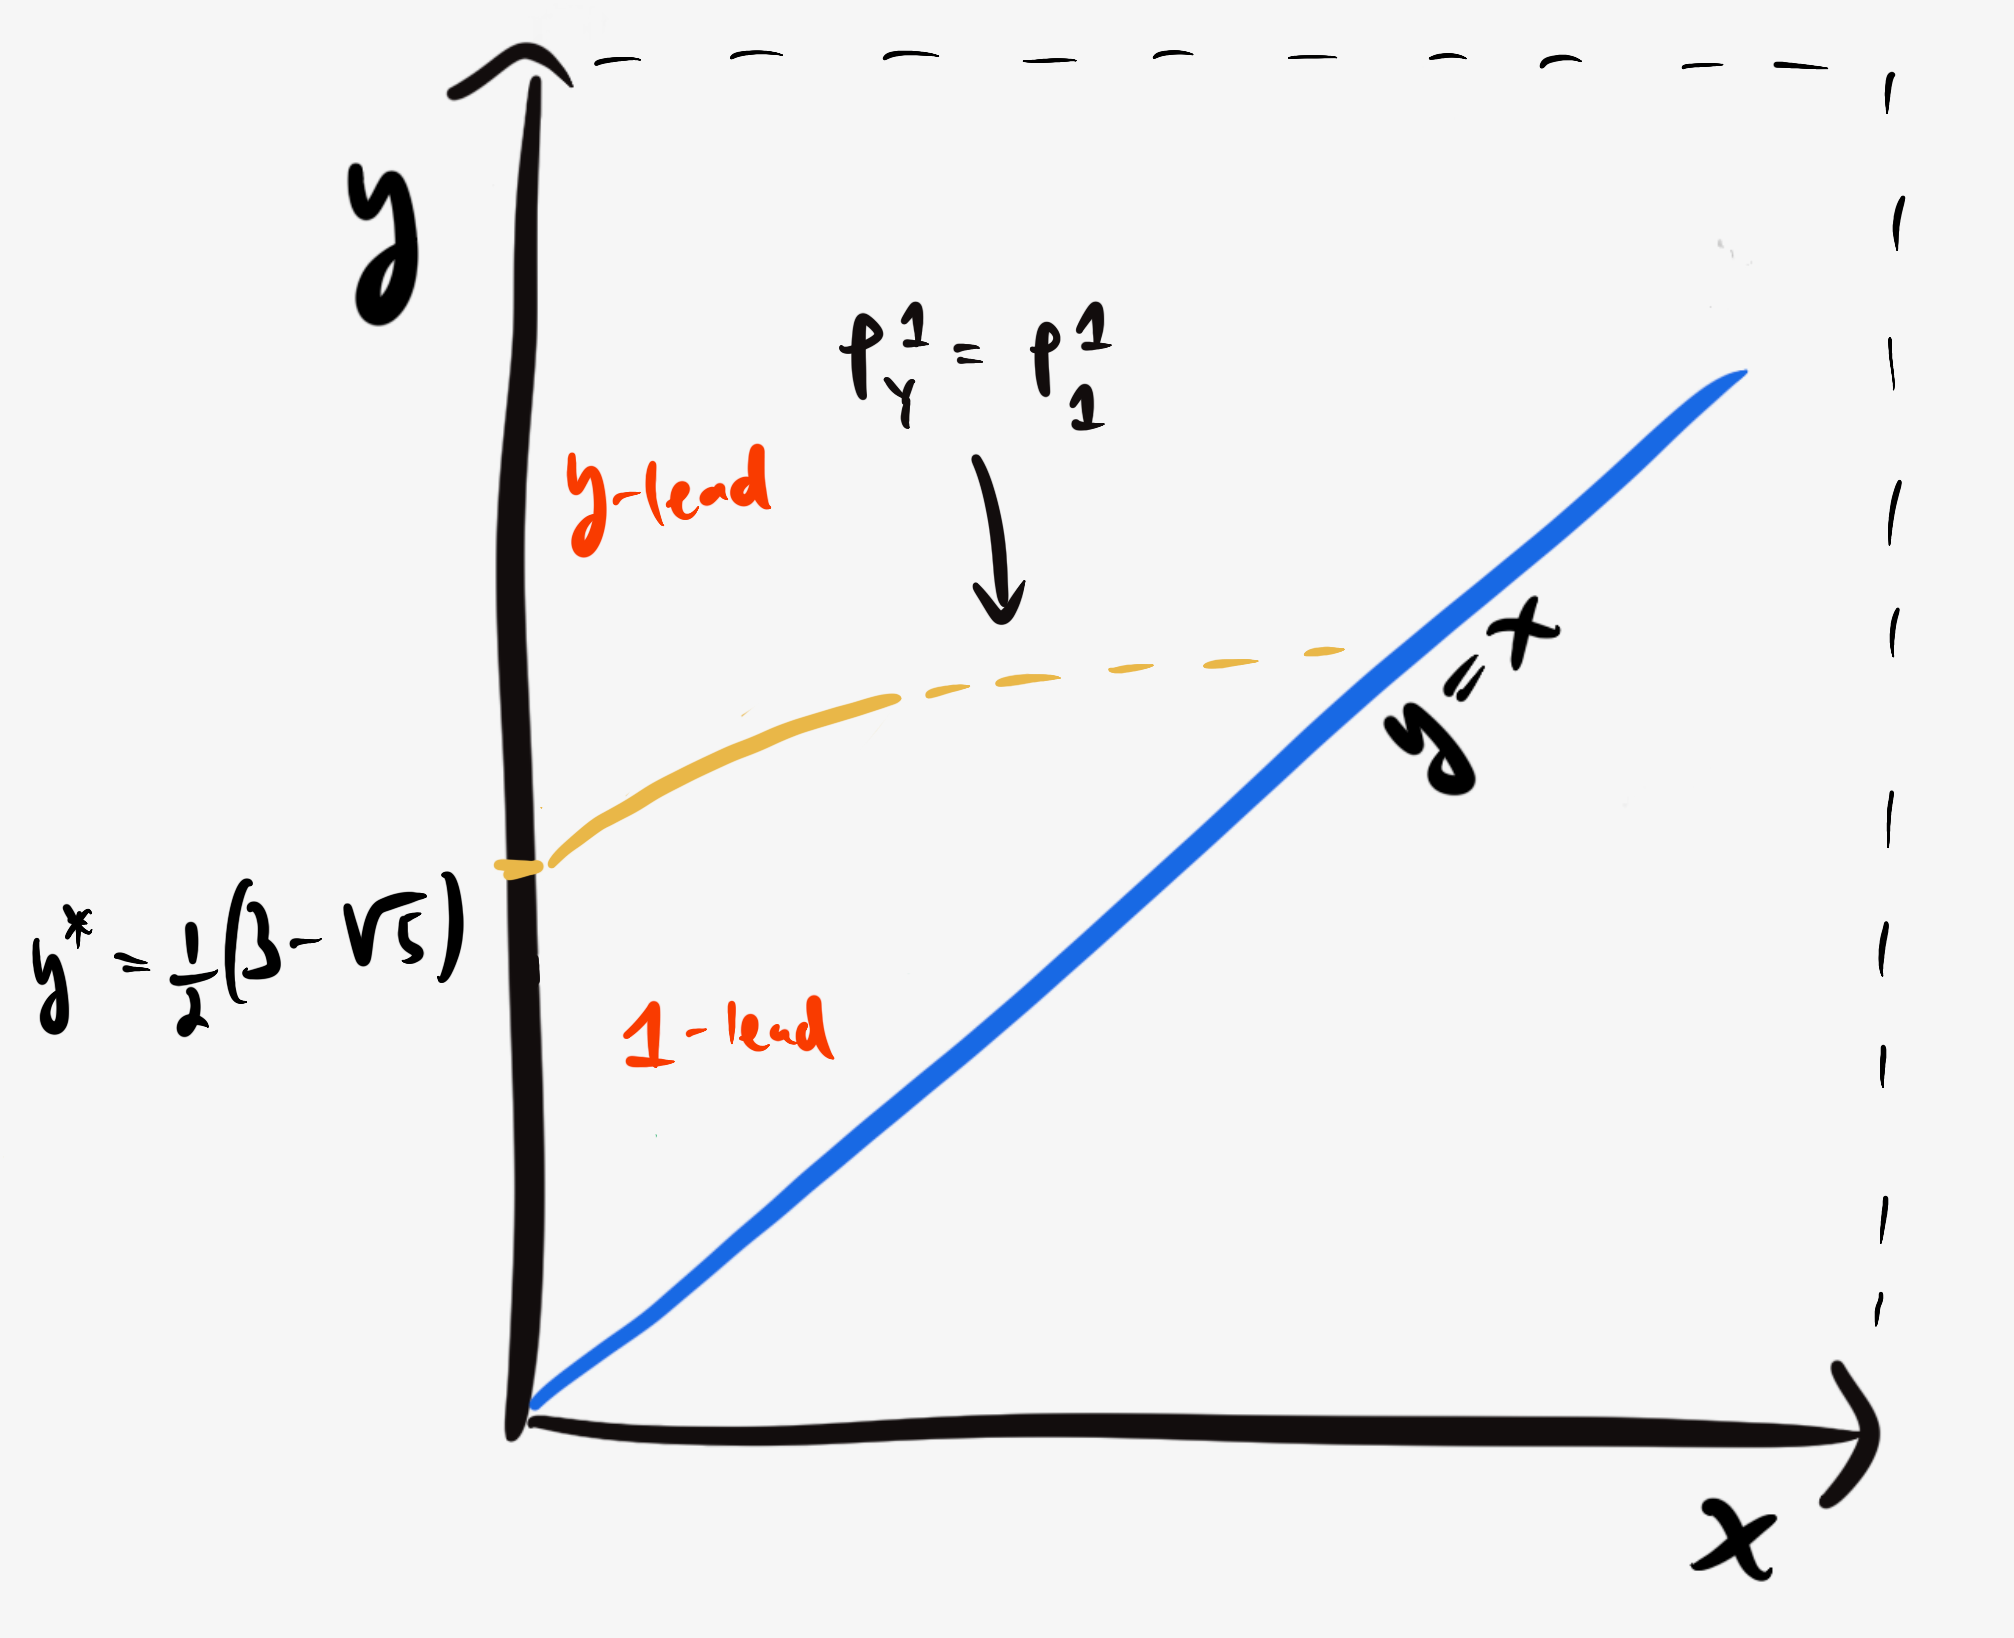 y
P_Y^1 = P_1^1
y-lead
y = x
y^* = 1/2 (3 - √5)
1-lead
x